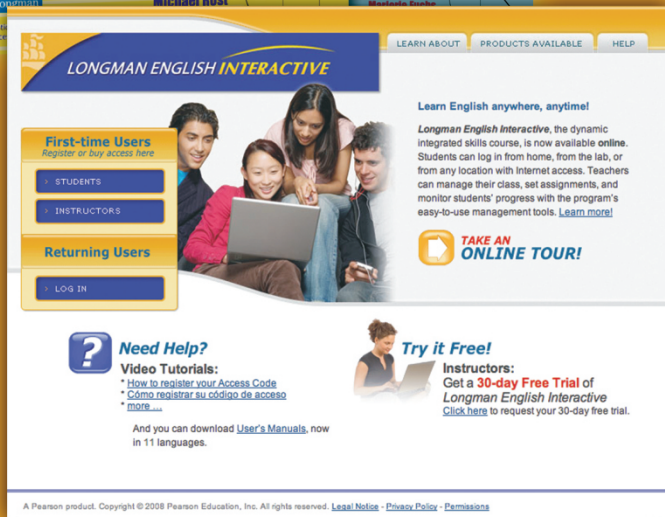 ongman
Michael Rost
Marjorie Fuchs
LEARN ABOUT
PRODUCTS AVAILABLE
HELP
LONGMAN ENGLISH INTERACTIVE
First-time Users
Register or buy access here
STUDENTS
INSTRUCTORS
Returning Users
LOG IN
Learn English anywhere, anytime!
Longman English Interactive, the dynamic
integrated skills course, is now available online.
Students can log in from home, from the lab, or
from any location with Internet access. Teachers
can manage their class, set assignments, and
monitor students' progress with the program's
easy-to-use management tools. Learn more!
TAKE AN
ONLINE TOUR!
?
Need Help?
Video Tutorials:
* How to register your Access Code
* Cómo registrar su código de acceso
* more ...
And you can download User's Manuals, now
in 11 languages.
Try it Free!
Instructors:
Get a 30-day Free Trial of
Longman English Interactive
Click here to request your 30-day free trial.
A Pearson product. Copyright © 2008 Pearson Education, Inc. All rights reserved. Legal Notice - Privacy Policy - Permissions